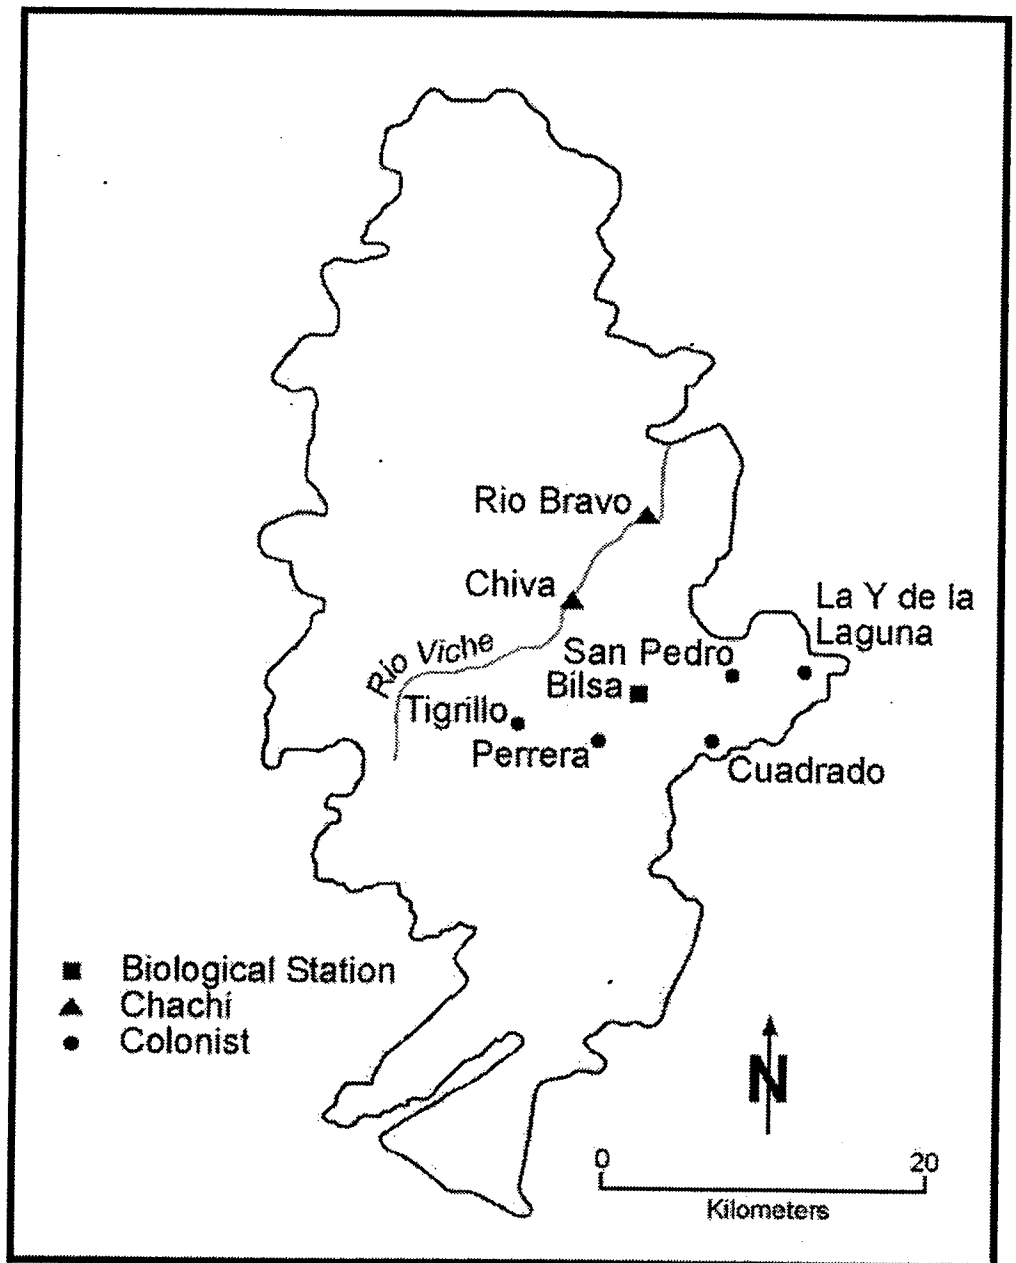 Rio Bravo
Chiva
La Y de la
Laguna
Rio Viche
San Pedro
Bilsa
Tigrillo
Perrera
Cuadrado
Biological Station
Chachi
Colonist
N
0 20
Kilometers